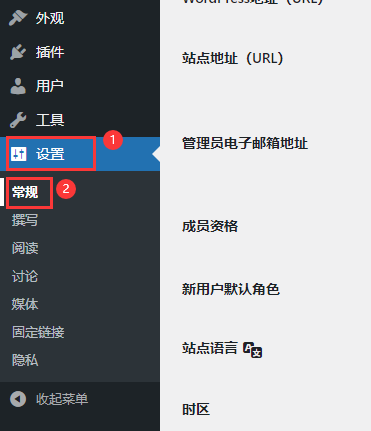 外观
插件
用户
工具
设置
1
常规
2
撰写
阅读
讨论
媒体
固定链接
隐私
收起菜单
WordPress地址（URL）
站点地址（URL）
管理员电子邮箱地址
成员资格
新用户默认角色
站点语言
时区